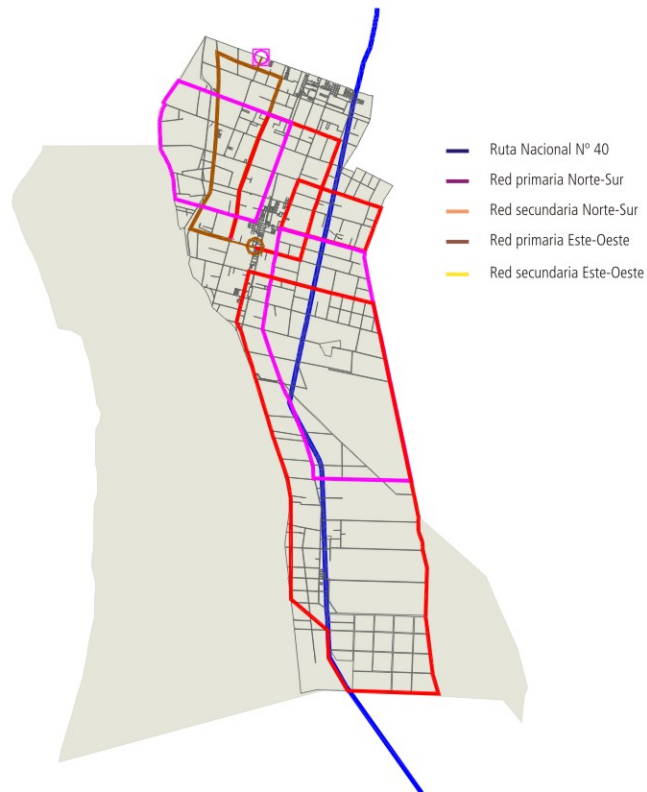 Ruta Nacional Nº 40
Red primaria Norte-Sur
Red secundaria Norte-Sur
Red primaria Este-Oeste
Red secundaria Este-Oeste